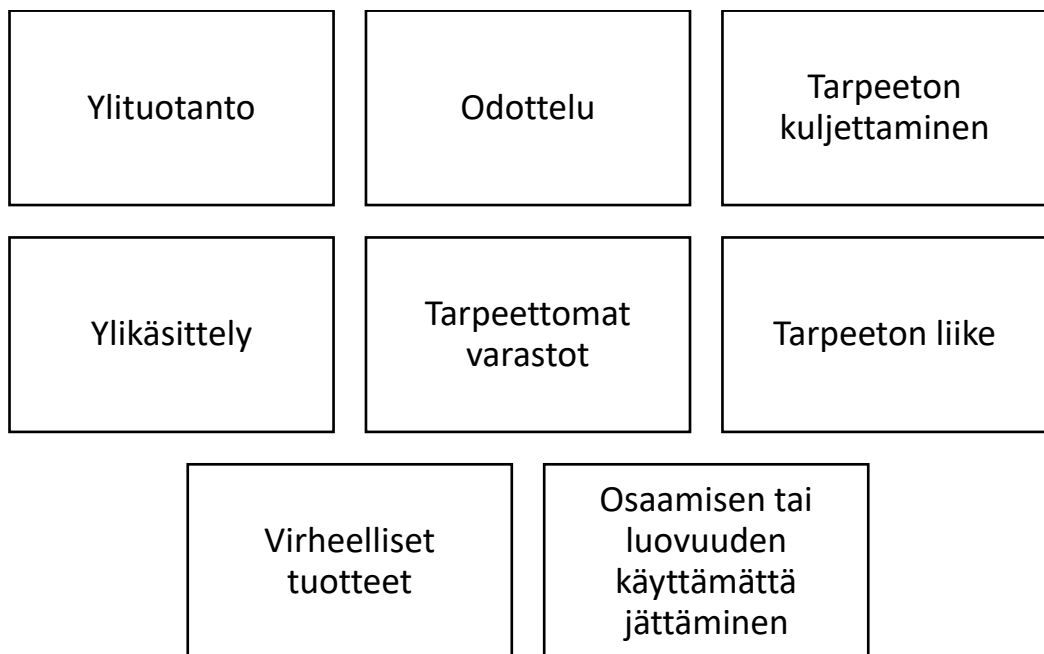 Ylituotanto
Odottelu
Tarpeeton
kuljettaminen
Ylikäsittely
Tarpeettomat
varastot
Tarpeeton liike
Virheelliset
tuotteet
Osaamisen tai
luovuuden
käyttämättä
jättäminen